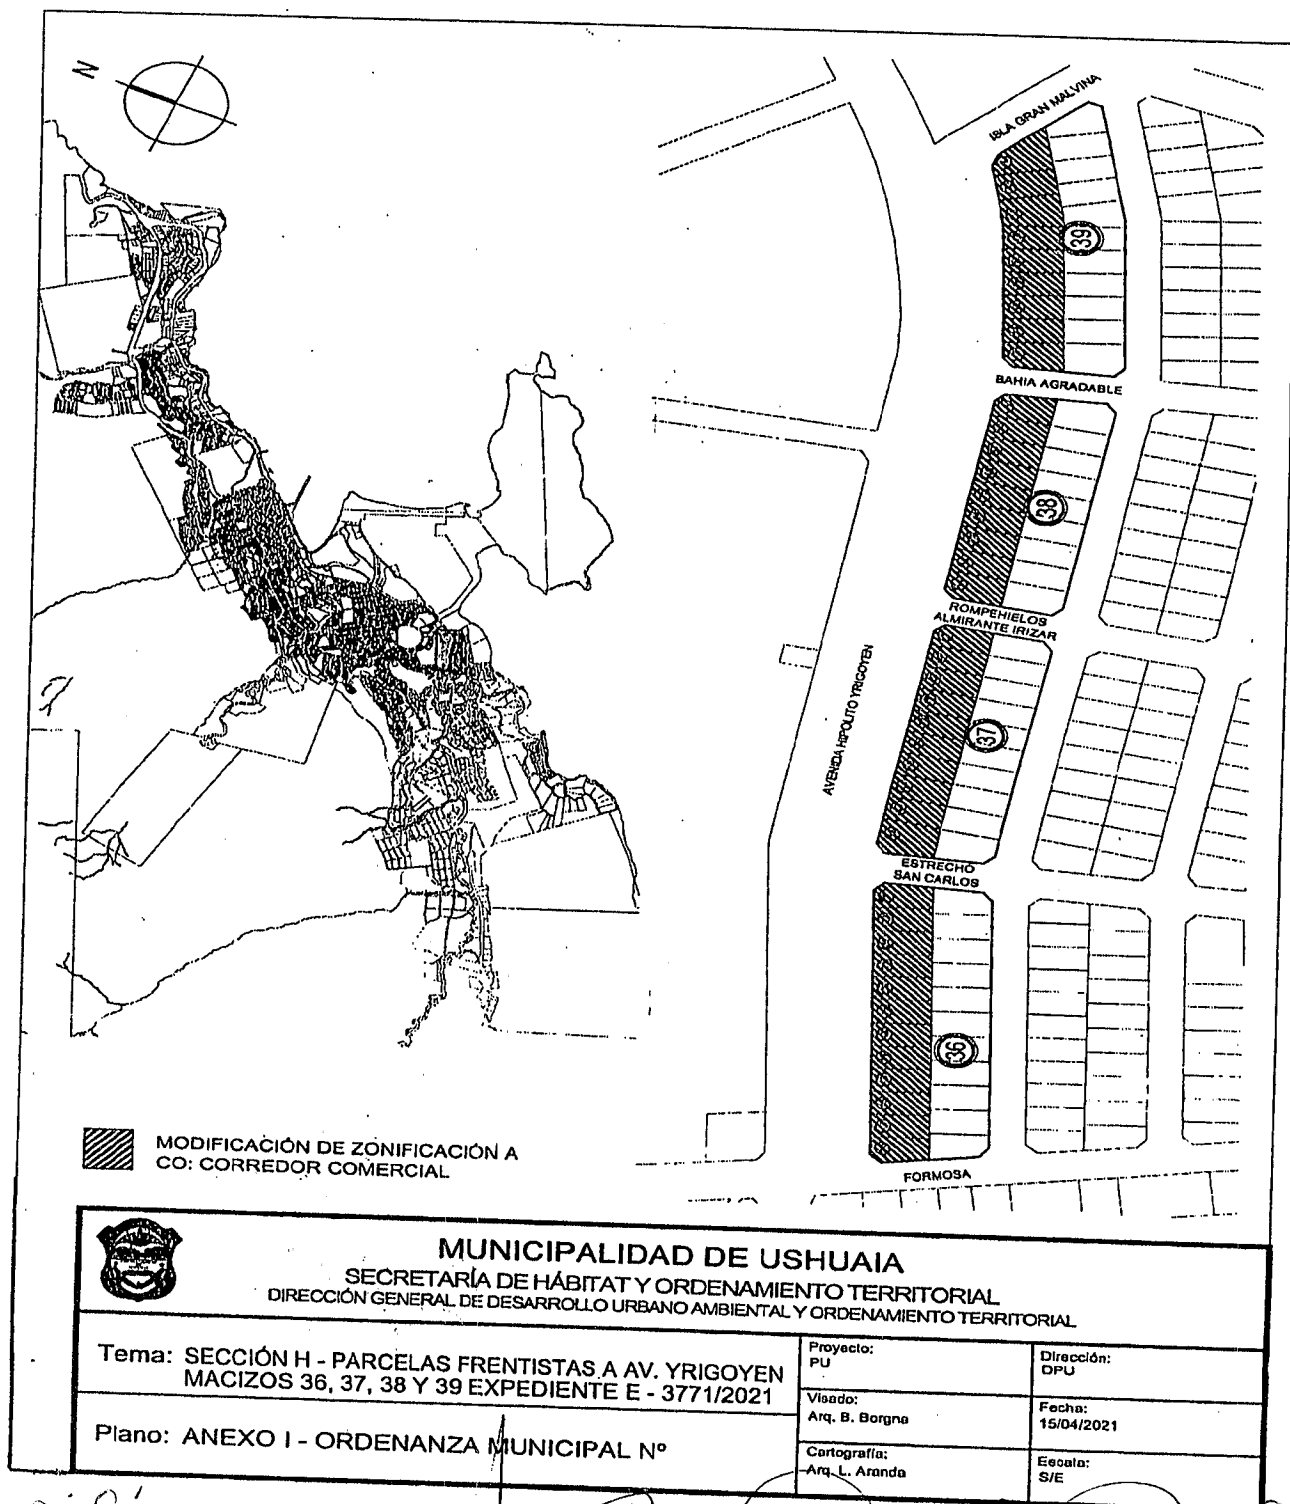 N
ISLA GRAN MALVINA
39
BAHIA AGRADABLE
38
ROMPEHIELOS
ALMIRANTE IRIZAR
AVENIDA HIPOLITO YRIGOYEN
37
ESTRECHO
SAN CARLOS
36
FORMOSA
MODIFICACIÓN DE ZONIFICACIÓN A
CO: CORREDOR COMERCIAL
MUNICIPALIDAD DE USHUAIA
SECRETARÍA DE HÁBITAT Y ORDENAMIENTO TERRITORIAL
DIRECCIÓN GENERAL DE DESARROLLO URBANO AMBIENTAL Y ORDENAMIENTO TERRITORIAL
Tema: SECCIÓN H - PARCELAS FRENTISTAS A AV. YRIGOYEN
MACIZOS 36, 37, 38 Y 39 EXPEDIENTE E - 3771/2021
Plano: ANEXO I - ORDENANZA MUNICIPAL Nº
Proyecto:
PU
Dirección:
DPU
Visado:
Arq. B. Borgna
Fecha:
15/04/2021
Cartografía:
Arq. L. Aranda
Escala:
S/E